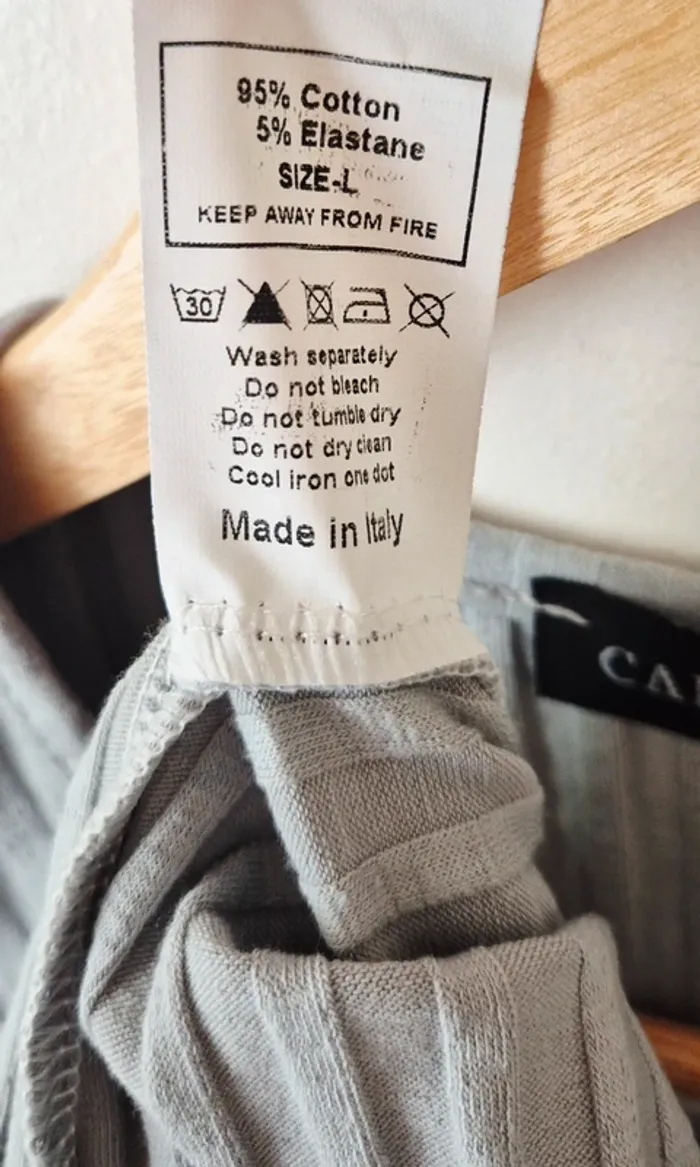 95% Cotton
5% Elastane
SIZE-L
KEEP AWAY FROM FIRE
30
Wash separately
Do not bleach
Do not tumble dry
Do not dry clean
Cool iron one dot
Made in Italy